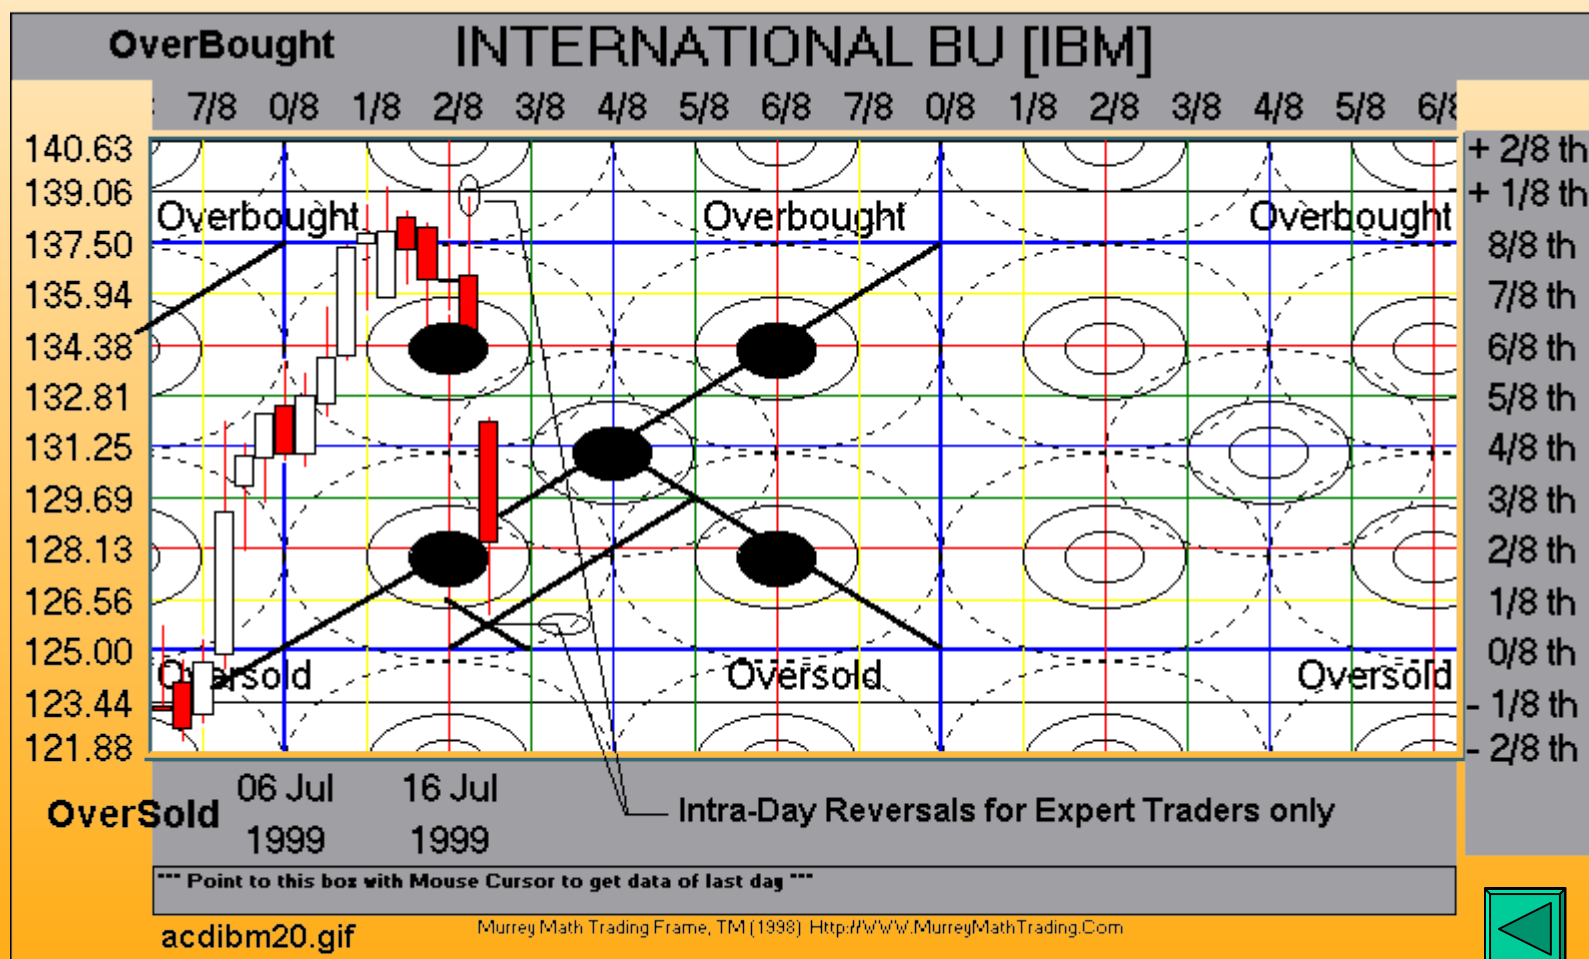 OverBought INTERNATIONAL BU [IBM]
7/8 0/8 1/8 2/8 3/8 4/8 5/8 6/8 7/8 0/8 1/8 2/8 3/8 4/8 5/8 6/8
140.63 + 2/8 th
139.06 + 1/8 th
Overbought Overbought Overbought
137.50 8/8 th
135.94 7/8 th
134.38 6/8 th
132.81 5/8 th
131.25 4/8 th
129.69 3/8 th
128.13 2/8 th
126.56 1/8 th
125.00 0/8 th
Oversold Oversold Oversold
123.44 - 1/8 th
121.88 - 2/8 th
06 Jul 16 Jul
OverSold Intra-Day Reversals for Expert Traders only
1999 1999
*** Point to this box with Mouse Cursor to get data of last day ***
acdibm20.gif Murrey Math Trading Frame, TM (1998) Http://WWW.MurreyMathTrading.Com